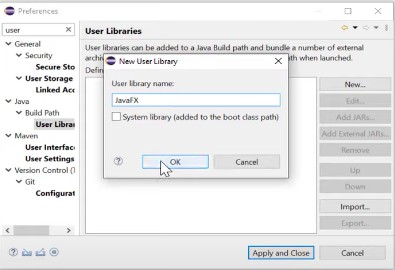 Preferences
user
User Libraries
User libraries can be added to a Java Build path and bundle a number of external
archi
th when launched.
Defin
General
Security
Secure Sto
User Storage
Linked Acc
Java
Build Path
User Librar
Maven
User Interfac
User Settings
Version Control (T
Git
Configurat
New User Library
User library name:
JavaFX
System library (added to the boot class path)
OK
Cancel
New...
Edit...
Add JARs...
Add External JARs...
Remove
Up
Down
Import...
Export...
Apply and Close
Cancel